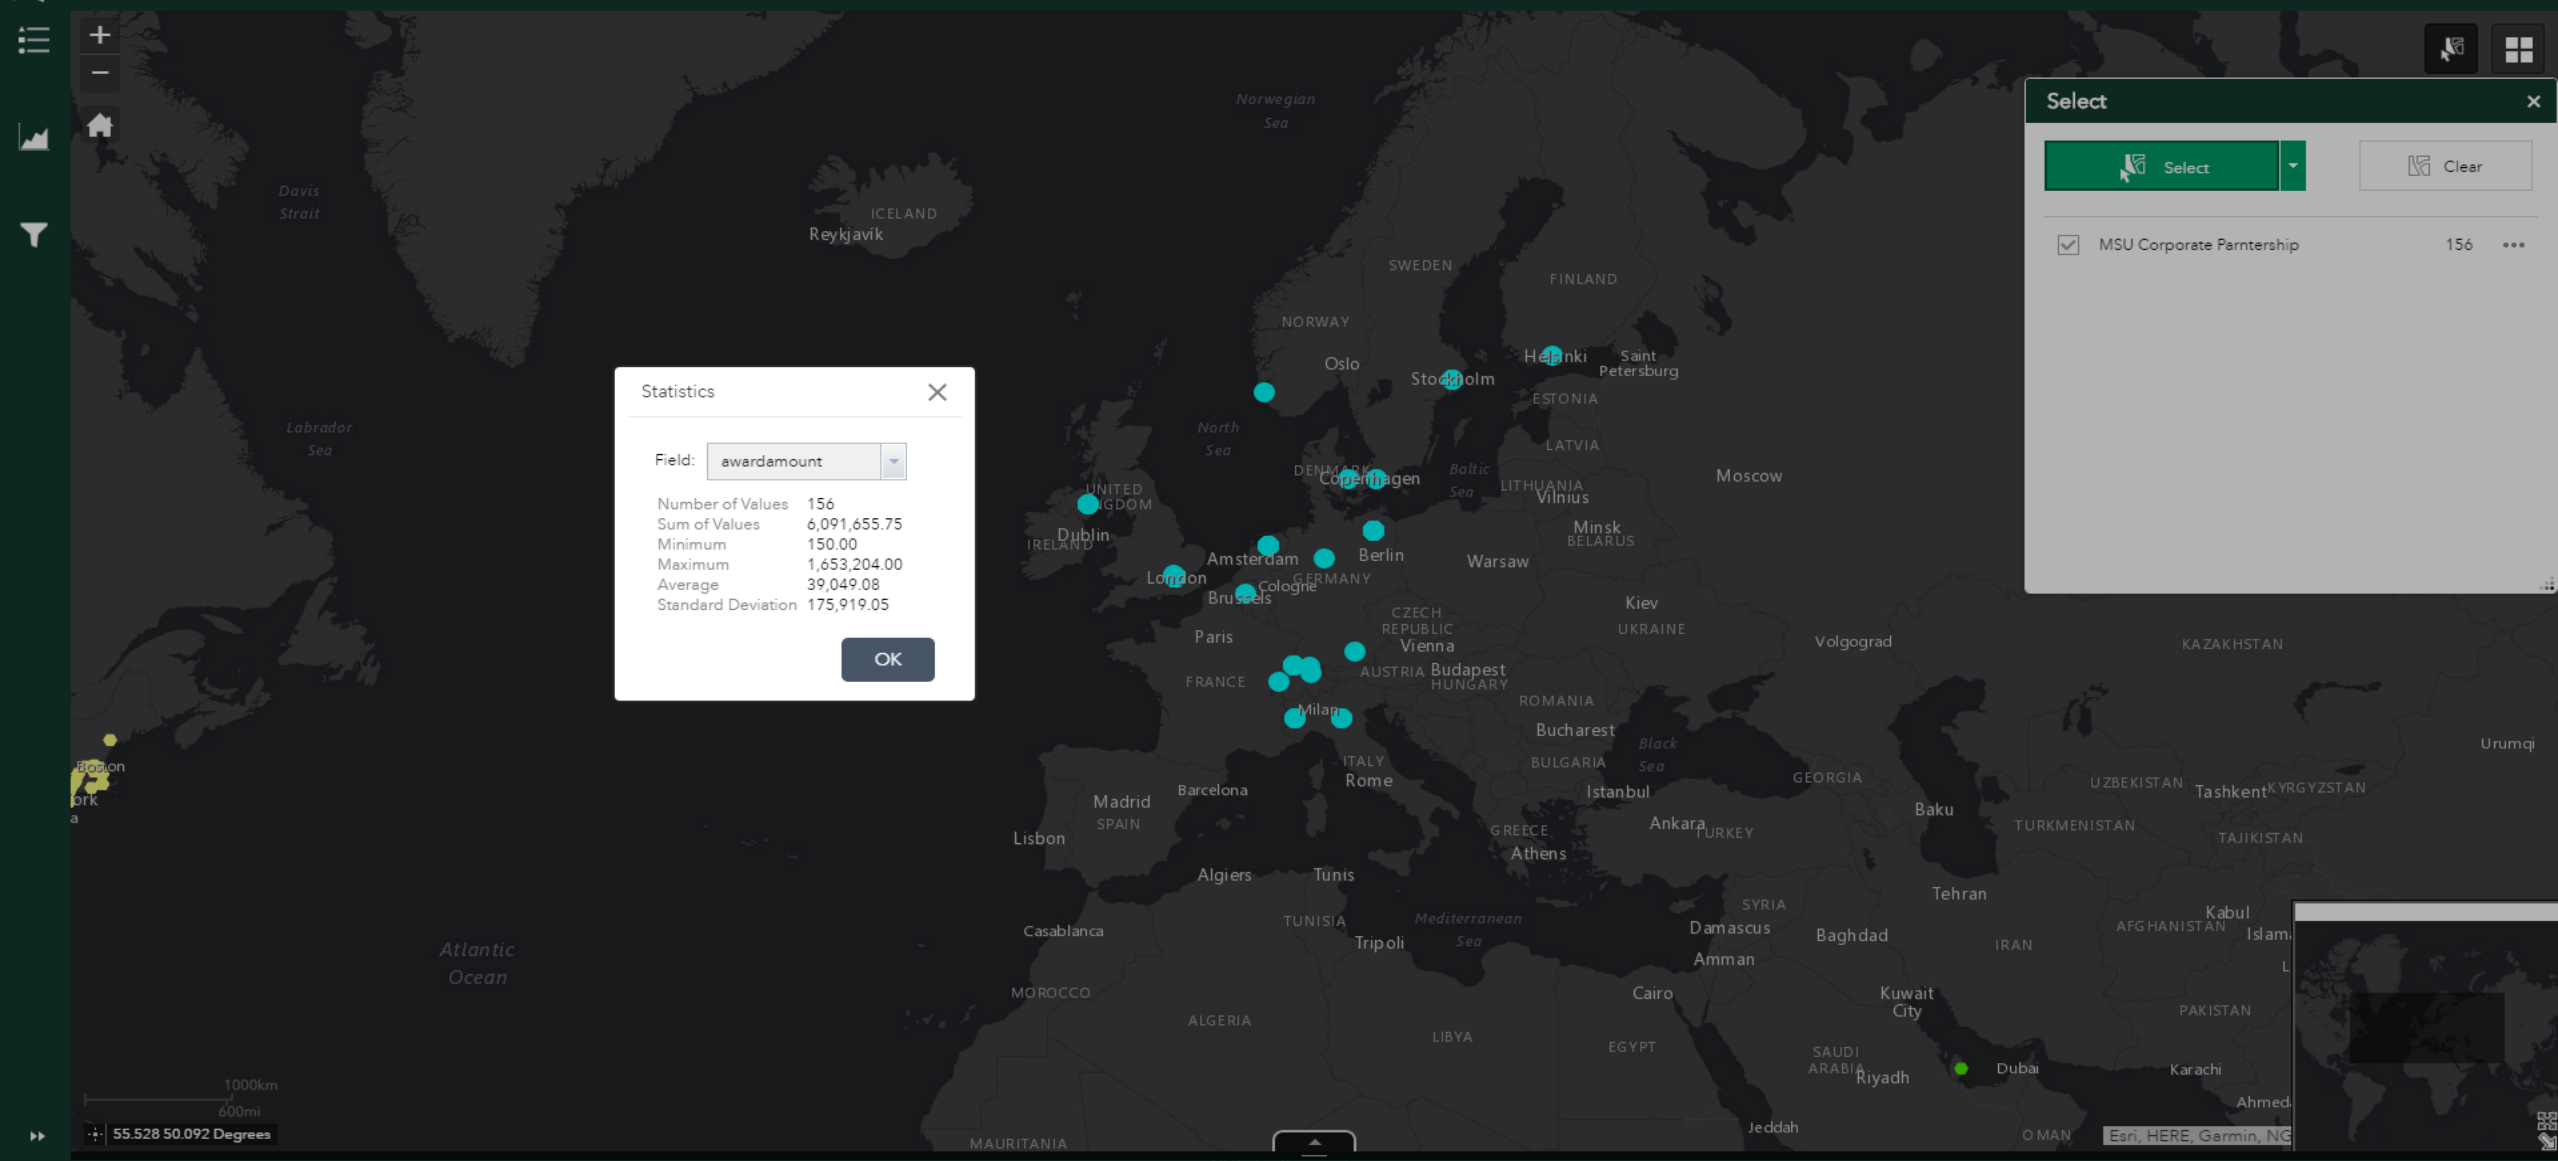 +
−
Norwegian
Sea
Select
×
Select
Clear
MSU Corporate Parntership 156
Davis
Strait
ICELAND
Reykjavik
SWEDEN
FINLAND
NORWAY
Oslo
Helsinki
Saint
Petersburg
Stockholm
ESTONIA
Statistics
Field: awardamount
Number of Values 156
Sum of Values 6,091,655.75
Minimum 150.00
Maximum 1,653,204.00
Average 39,049.08
Standard Deviation 175,919.05
OK
Labrador
Sea
North
Sea
LATVIA
DENMARK
Copenhagen
Baltic
Sea
LITHUANIA
Vilnius
Moscow
UNITED
KINGDOM
Dublin
IRELAND
Minsk
BELARUS
Amsterdam
Berlin
Warsaw
London
Cologne
GERMANY
Brussels
Kiev
UKRAINE
CZECH
REPUBLIC
Vienna
Paris
Volgograd
KAZAKHSTAN
FRANCE
AUSTRIA
Budapest
HUNGARY
ROMANIA
Milan
Bucharest
Black
Sea
Urumqi
Boston
ork
a
ITALY
Rome
BULGARIA
GEORGIA
UZBEKISTAN
Tashkent
KYRGYZSTAN
Barcelona
Istanbul
Madrid
SPAIN
Baku
Lisbon
GREECE
Athens
Ankara
TURKEY
TURKMENISTAN
TAJIKISTAN
Algiers
Tunis
Tehran
SYRIA
TUNISIA
Mediterranean
Sea
Damascus
Kabul
AFGHANISTAN
Islam
Casablanca
Tripoli
Baghdad
IRAN
Atlantic
Ocean
Amman
L
MOROCCO
Cairo
Kuwait
City
PAKISTAN
ALGERIA
LIBYA
EGYPT
SAUDI
ARABIA
Riyadh
Dubai
Karachi
1000km
600mi
Ahmed
55.528 50.092 Degrees
Jeddah
MAURITANIA
OMAN
Esri, HERE, Garmin, NG